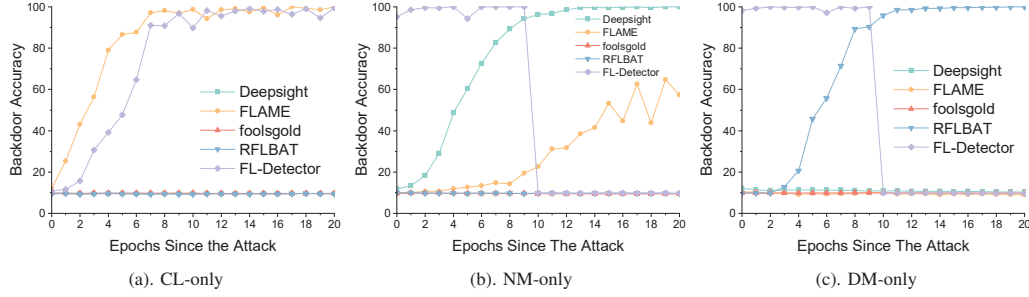 Backdoor Accuracy
100
80
60
40
20
0
0 2 4 6 8 10 12 14 16 18 20
Epochs Since the Attack
Deepsight
FLAME
foolsgold
RFLBAT
FL-Detector
(a). CL-only
Backdoor Accuracy
100
80
60
40
20
0
0 2 4 6 8 10 12 14 16 18 20
Epochs Since The Attack
Deepsight
FLAME
foolsgold
RFLBAT
FL-Detector
(b). NM-only
Backdoor Accuracy
100
80
60
40
20
0
0 2 4 6 8 10 12 14 16 18 20
Epochs Since The Attack
Deepsight
FLAME
foolsgold
RFLBAT
FL-Detector
(c). DM-only